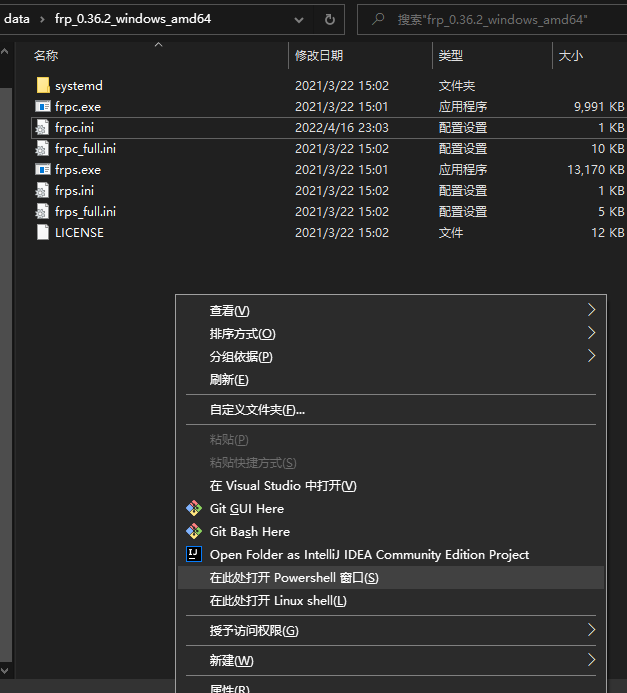 data › frp_0.36.2_windows_amd64 搜索"frp_0.36.2_windows_amd64"
名称 修改日期 类型 大小
systemd 2021/3/22 15:02 文件夹
frpc.exe 2021/3/22 15:01 应用程序 9,991 KB
frpc.ini 2022/4/16 23:03 配置设置 1 KB
frpc_full.ini 2021/3/22 15:02 配置设置 10 KB
frps.exe 2021/3/22 15:01 应用程序 13,170 KB
frps.ini 2021/3/22 15:02 配置设置 1 KB
frps_full.ini 2021/3/22 15:02 配置设置 5 KB
LICENSE 2021/3/22 15:02 文件 12 KB
查看(V)
排序方式(O)
分组依据(P)
刷新(E)
自定义文件夹(F)...
粘贴(P)
粘贴快捷方式(S)
在 Visual Studio 中打开(V)
Git GUI Here
Git Bash Here
Open Folder as IntelliJ IDEA Community Edition Project
在此处打开 Powershell 窗口(S)
在此处打开 Linux shell(L)
授予访问权限(G)
新建(W)
属性(R)